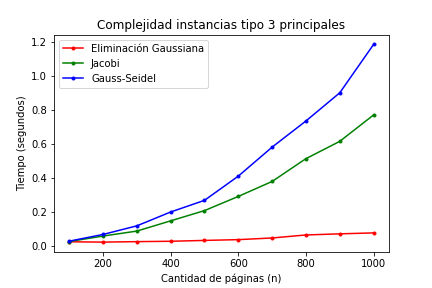 Complejidad instancias tipo 3 principales
Eliminación Gaussiana
Jacobi
Gauss-Seidel
Tiempo (segundos)
1.2
1.0
0.8
0.6
0.4
0.2
0.0
200 400 600 800 1000
Cantidad de páginas (n)